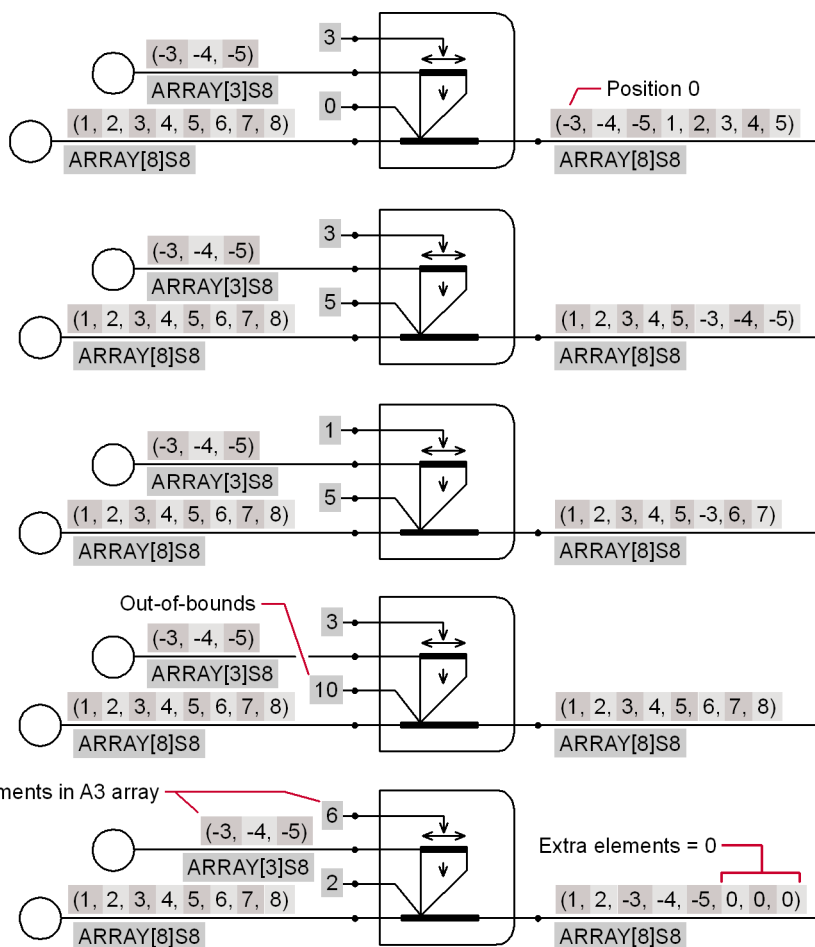 3
(-3, -4, -5)
ARRAY[3]S8
0
Position 0
(1, 2, 3, 4, 5, 6, 7, 8)
(-3, -4, -5, 1, 2, 3, 4, 5)
ARRAY[8]S8
ARRAY[8]S8
3
(-3, -4, -5)
ARRAY[3]S8
5
(1, 2, 3, 4, 5, 6, 7, 8)
(1, 2, 3, 4, 5, -3, -4, -5)
ARRAY[8]S8
ARRAY[8]S8
1
(-3, -4, -5)
ARRAY[3]S8
5
(1, 2, 3, 4, 5, 6, 7, 8)
(1, 2, 3, 4, 5, -3, 6, 7)
ARRAY[8]S8
ARRAY[8]S8
Out-of-bounds
3
(-3, -4, -5)
ARRAY[3]S8
10
(1, 2, 3, 4, 5, 6, 7, 8)
(1, 2, 3, 4, 5, 6, 7, 8)
ARRAY[8]S8
ARRAY[8]S8
ments in A3 array
6
(-3, -4, -5)
ARRAY[3]S8
2
Extra elements = 0
(1, 2, 3, 4, 5, 6, 7, 8)
(1, 2, -3, -4, -5, 0, 0, 0)
ARRAY[8]S8
ARRAY[8]S8